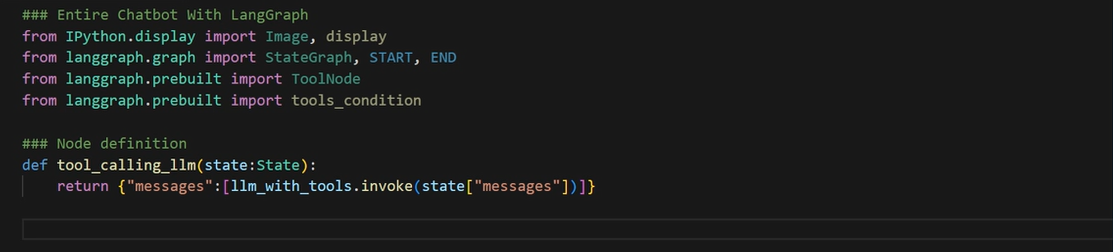 ### Entire Chatbot With LangGraph
from IPython.display import Image, display
from langgraph.graph import StateGraph, START, END
from langgraph.prebuilt import ToolNode
from langgraph.prebuilt import tools_condition
### Node definition
def tool_calling_llm(state:State):
    return {"messages":[llm_with_tools.invoke(state["messages"])]}